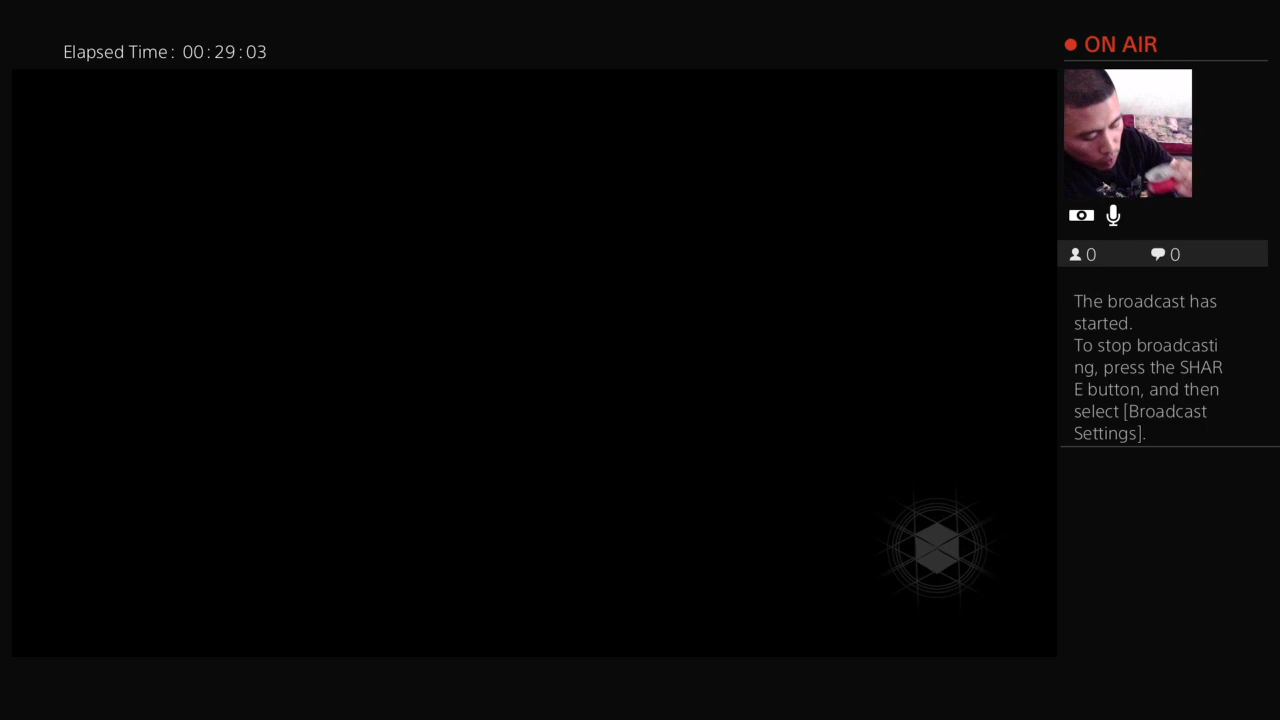 Elapsed Time: 00:29:03
ON AIR
0
0
The broadcast has
started.
To stop broadcasti
ng, press the SHAR
E button, and then
select [Broadcast
Settings].